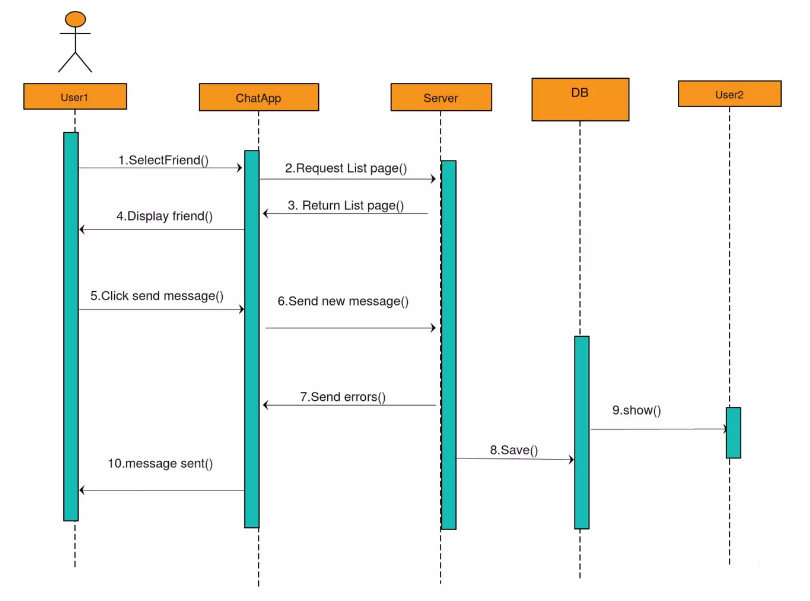 User1
ChatApp
Server
DB
User2
1.SelectFriend()
2.Request List page()
3. Return List page()
4.Display friend()
5.Click send message()
6.Send new message()
7.Send errors()
8.Save()
9.show()
10.message sent()